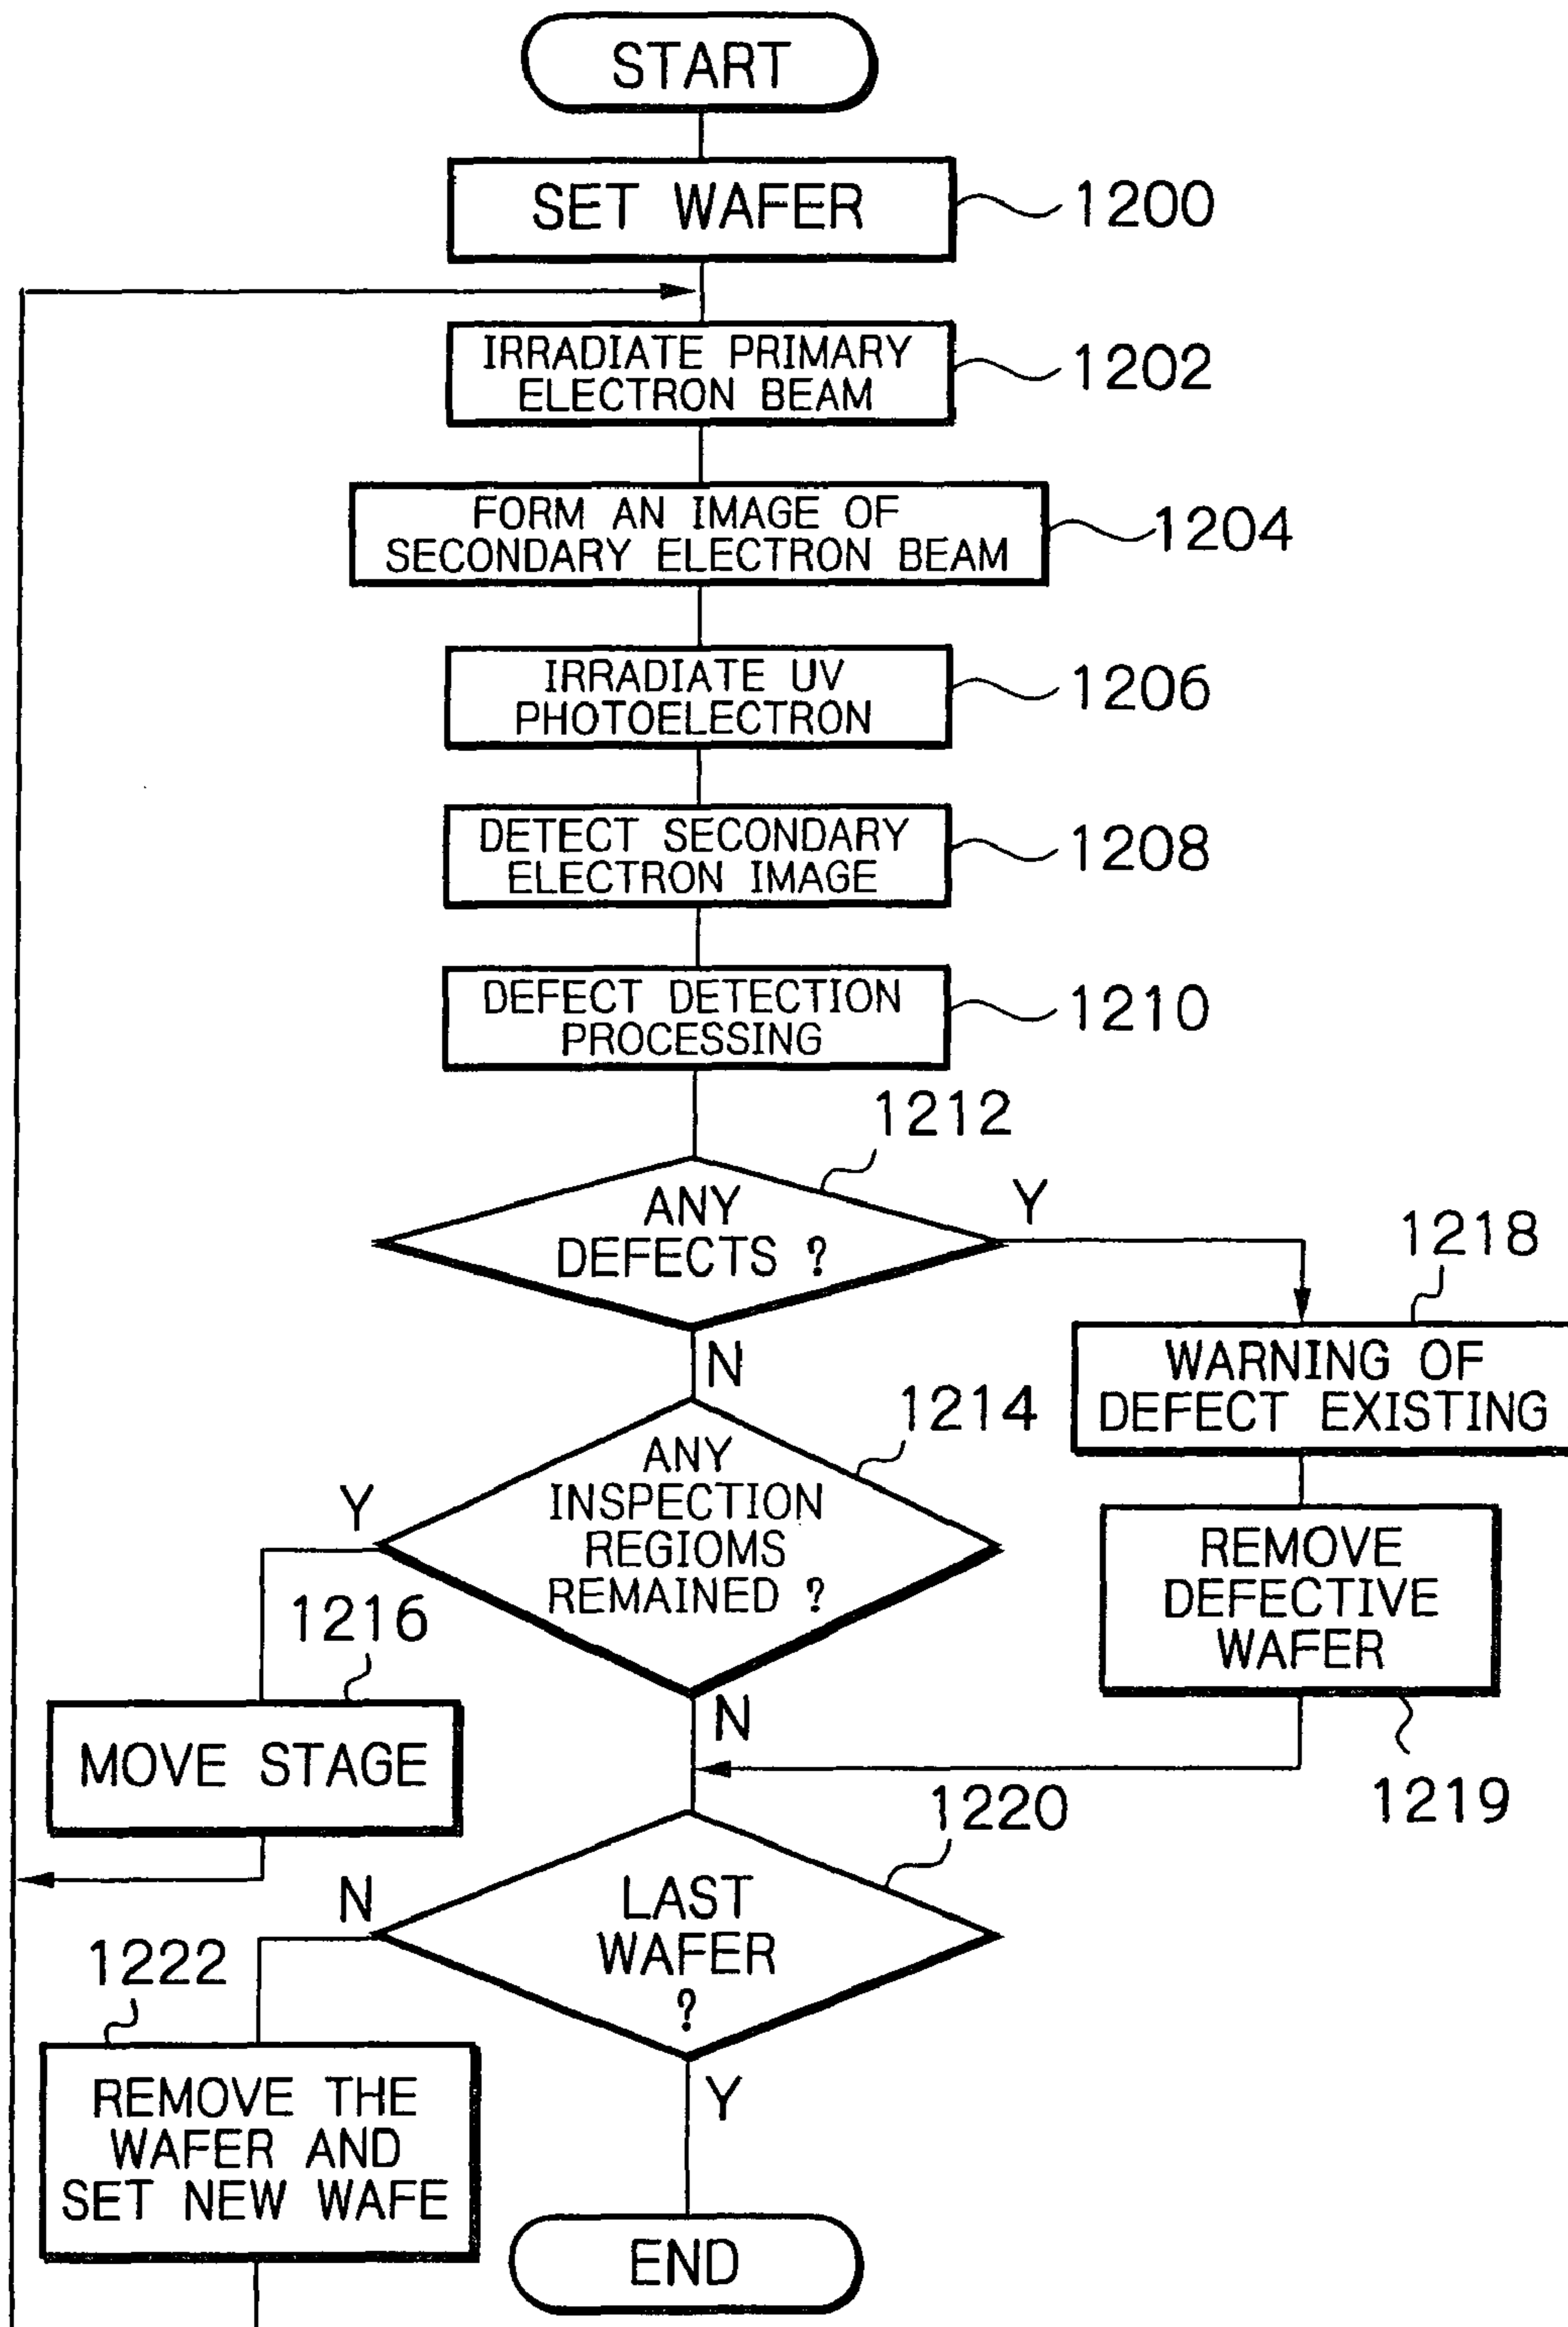 START
SET WAFER
1200
IRRADIATE PRIMARY
ELECTRON BEAM
1202
FORM AN IMAGE OF
SECONDARY ELECTRON BEAM
1204
IRRADIATE UV
PHOTOELECTRON
1206
DETECT SECONDARY
ELECTRON IMAGE
1208
DEFECT DETECTION
PROCESSING
1210
1212
ANY
DEFECTS ?
Y
N
1218
WARNING OF
DEFECT EXISTING
1214
ANY
INSPECTION
REGIOMS
REMAINED ?
Y
N
REMOVE
DEFECTIVE
WAFER
1219
1216
MOVE STAGE
1220
LAST
WAFER
?
N
Y
1222
REMOVE THE
WAFER AND
SET NEW WAFE
END